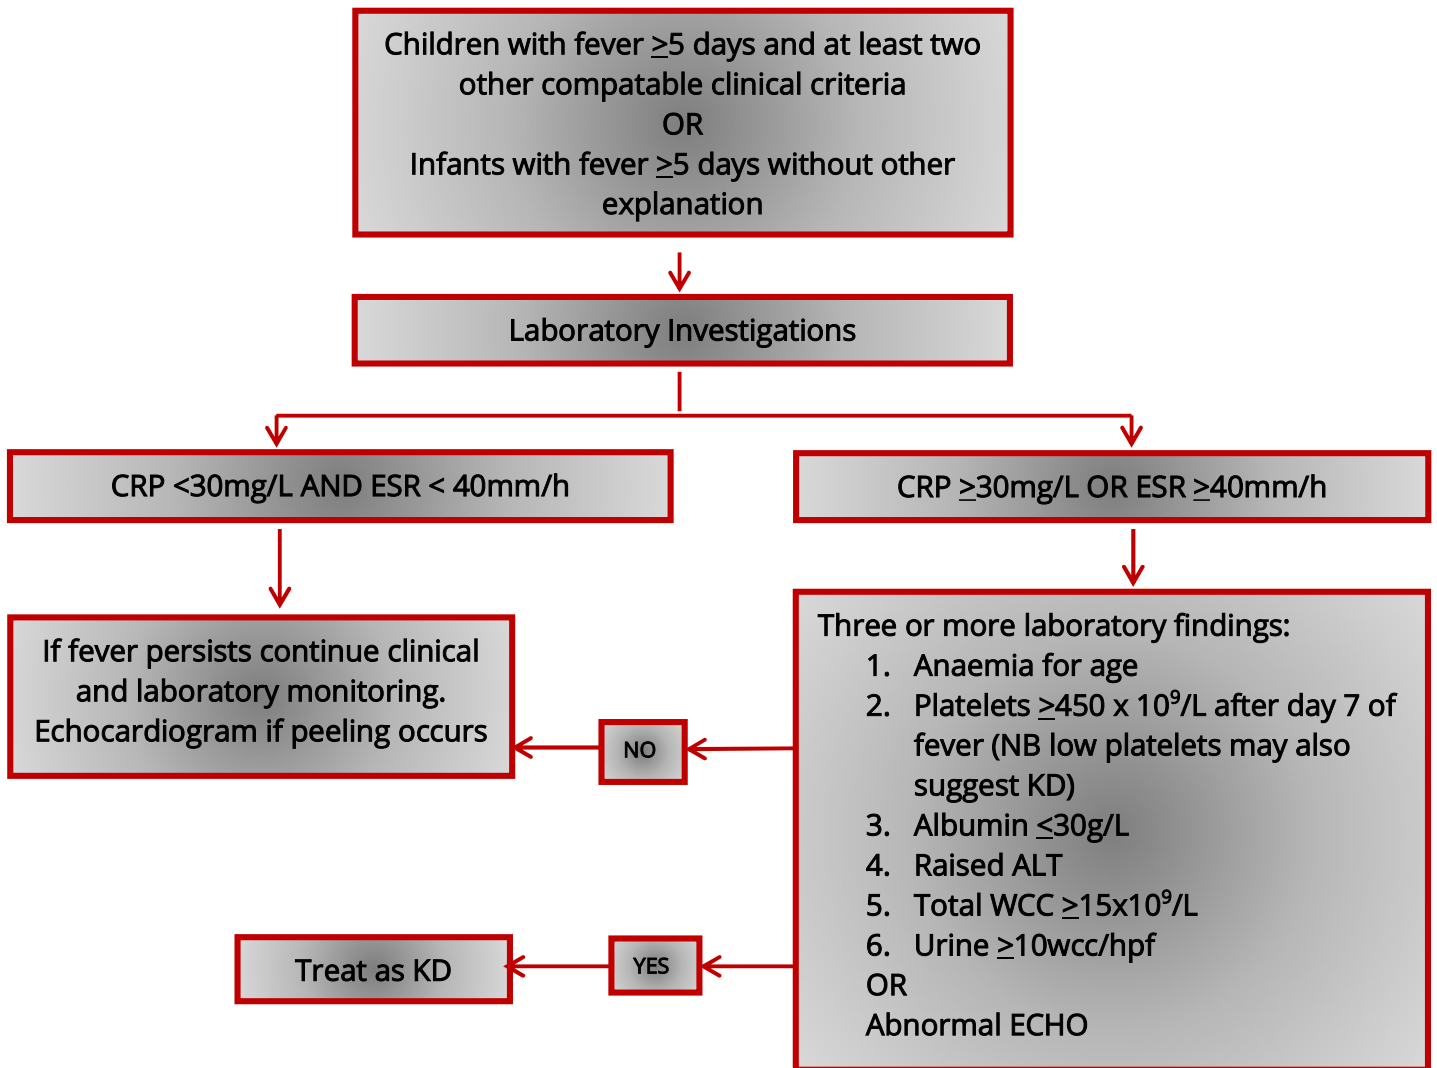 Children with fever ≥5 days and at least two
other compatable clinical criteria
OR
Infants with fever ≥5 days without other
explanation
Laboratory Investigations
CRP <30mg/L AND ESR < 40mm/h
CRP ≥30mg/L OR ESR ≥40mm/h
If fever persists continue clinical
and laboratory monitoring.
Echocardiogram if peeling occurs
NO
Three or more laboratory findings:
1. Anaemia for age
2. Platelets ≥450 x 10⁹/L after day 7 of
fever (NB low platelets may also
suggest KD)
3. Albumin ≤30g/L
4. Raised ALT
5. Total WCC ≥15x10⁹/L
6. Urine ≥10wcc/hpf
OR
Abnormal ECHO
YES
Treat as KD